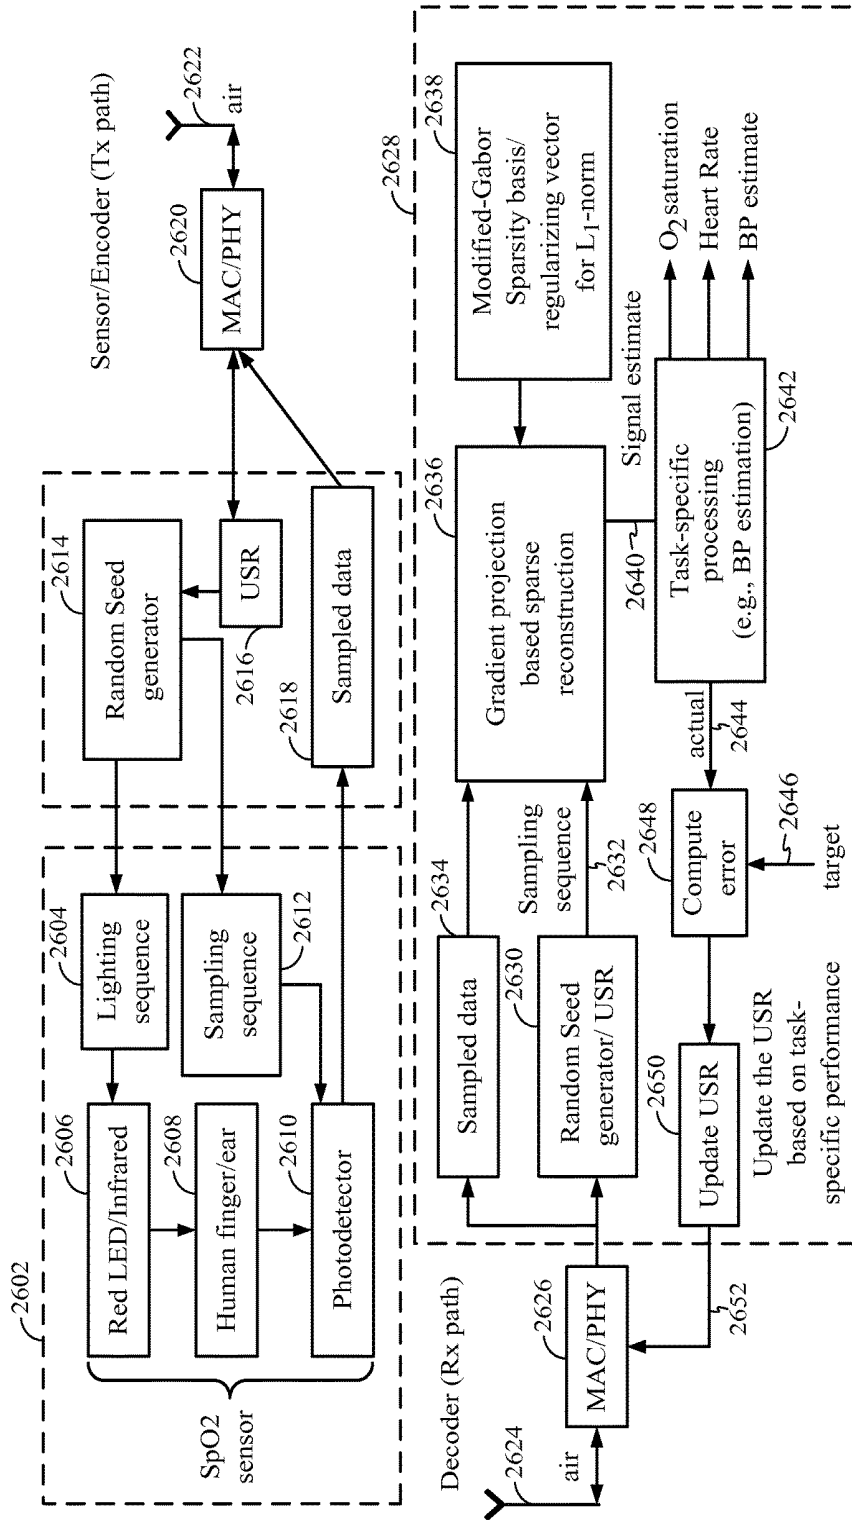 Sensor/Encoder (Tx path)
2602
SpO2
sensor
2606
Red LED/Infrared
2608
Human finger/ear
2610
Photodetector
2604
Lighting
sequence
2612
Sampling
sequence
2614
Random Seed
generator
USR
2616
2618
Sampled data
2620
MAC/PHY
2622
air
Decoder (Rx path)
2624
air
2626
MAC/PHY
2628
2634
Sampled data
2630
Random Seed
generator/ USR
Sampling
sequence
2632
2636
Gradient projection
based sparse
reconstruction
2638
Modified-Gabor
Sparsity basis/
regularizing vector
for L1-norm
2640
Signal estimate
Task-specific
processing
(e.g., BP estimation)
2642
O2 saturation
Heart Rate
BP estimate
actual
2644
2648
Compute
error
2646
target
2650
Update USR
2652
Update the USR
based on task-
specific performance